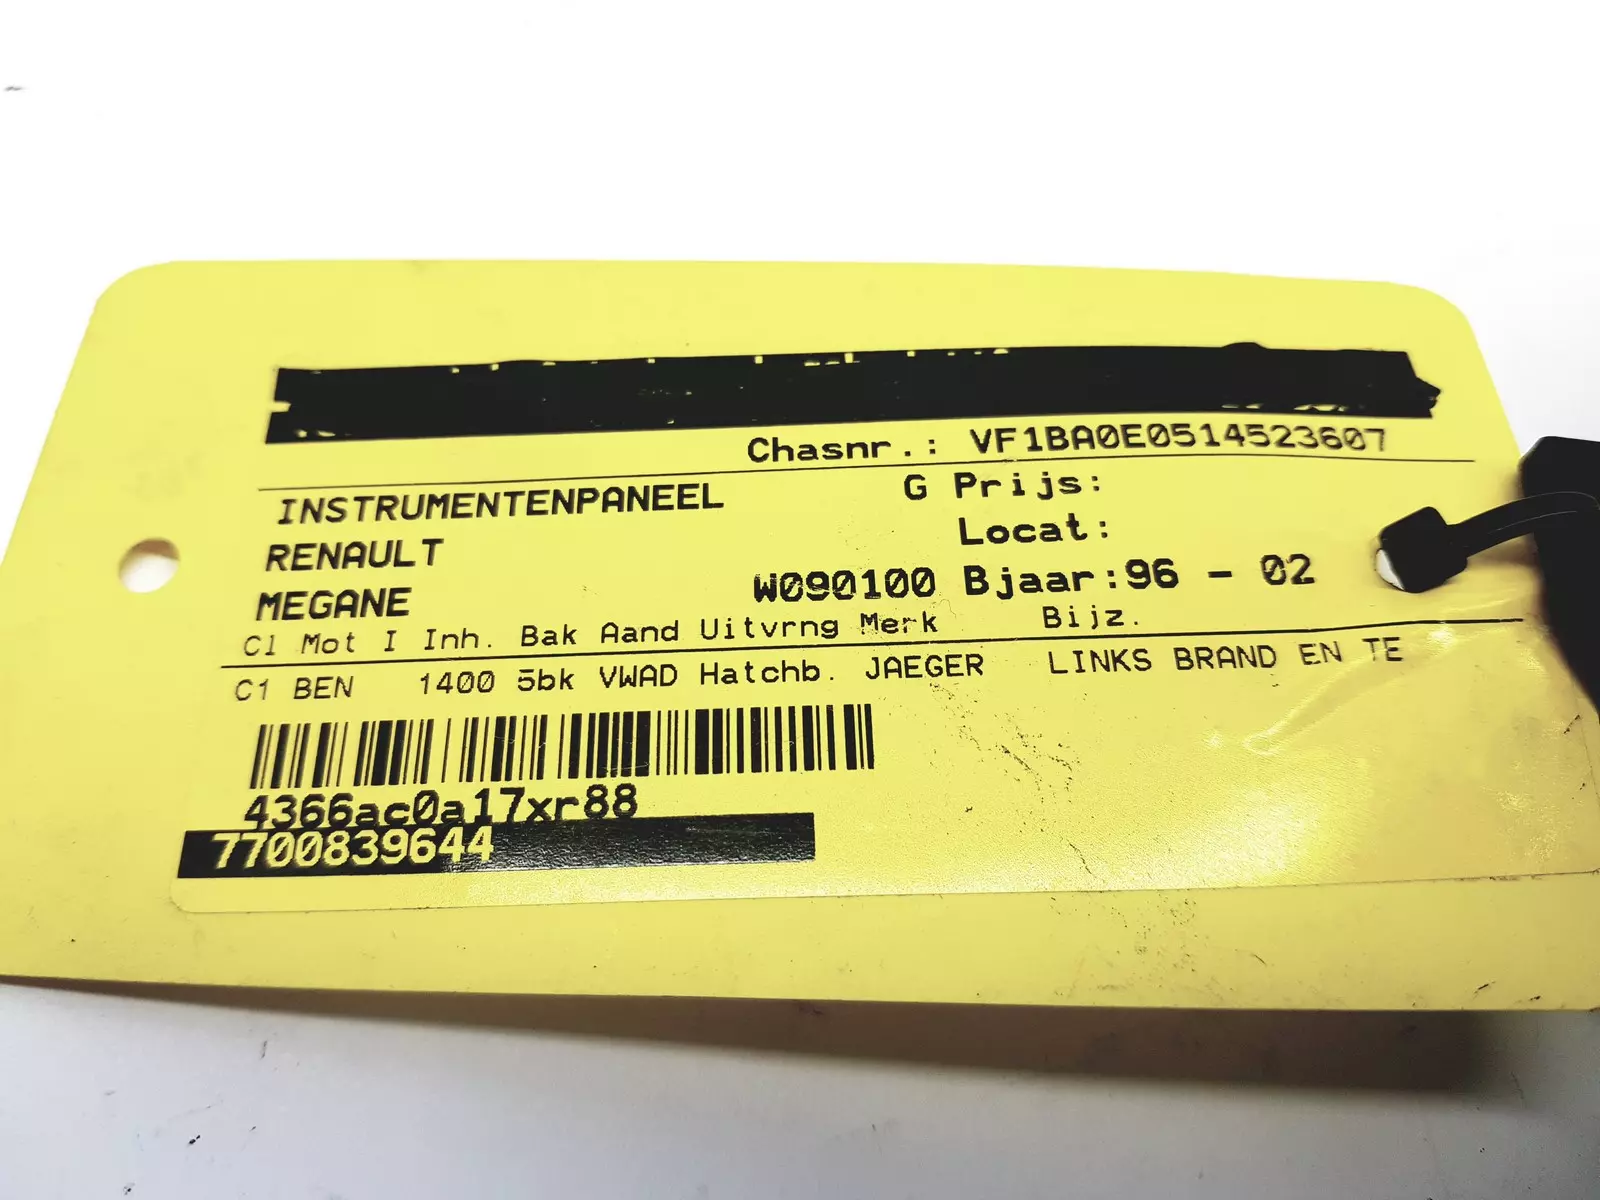 Chasnr.: VF1BA0E0514523607
INSTRUMENTENPANEEL G Prijs:
RENAULT Locat:
MEGANE W090100 Bjaar:96 - 02
Cl Mot I Inh. Bak Aand Uitvrng Merk Bijz.
C1 BEN 1400 5bk VWAD Hatchb. JAEGER LINKS BRAND EN TE
4366ac0a17xr88
7700839644